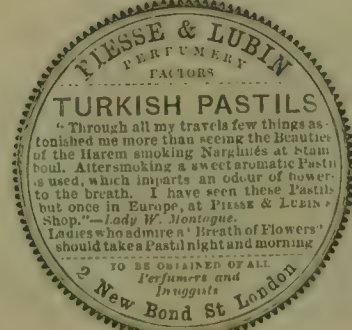 PIESSE & LUBIN
PERFUMERY
FACTORS
TURKISH PASTILS
"Through all my travels few things as-
tonished me more than seeing the Beauties
of the Harem smoking Narghilés at Stam
boul. After smoking a sweet aromatic Pastil
is used, which imparts an odour of flower-
to the breath. I have seen these Pastils
but once in Europe, at PIESSE & LUBIN's
Shop."—Lady W. Montague.
Ladies who admire a 'Breath of Flowers'
should take a Pastil night and morning
TO BE OBTAINED OF ALL
Perfumers and
Druggists
2 New Bond St London